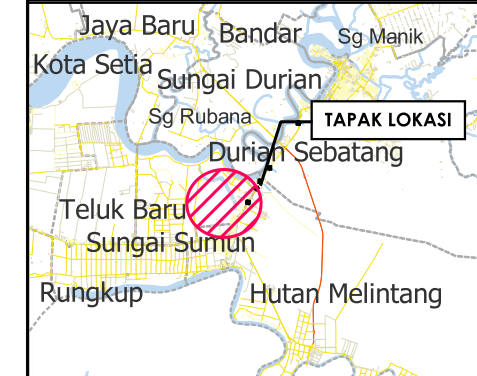 Jaya Baru
Bandar
Sg Manik
Kota Setia
Sungai Durian
Sg Rubana
TAPAK LOKASI
Durian Sebatang
Teluk Baru
Sungai Sumun
Rungkup
Hutan Melintang